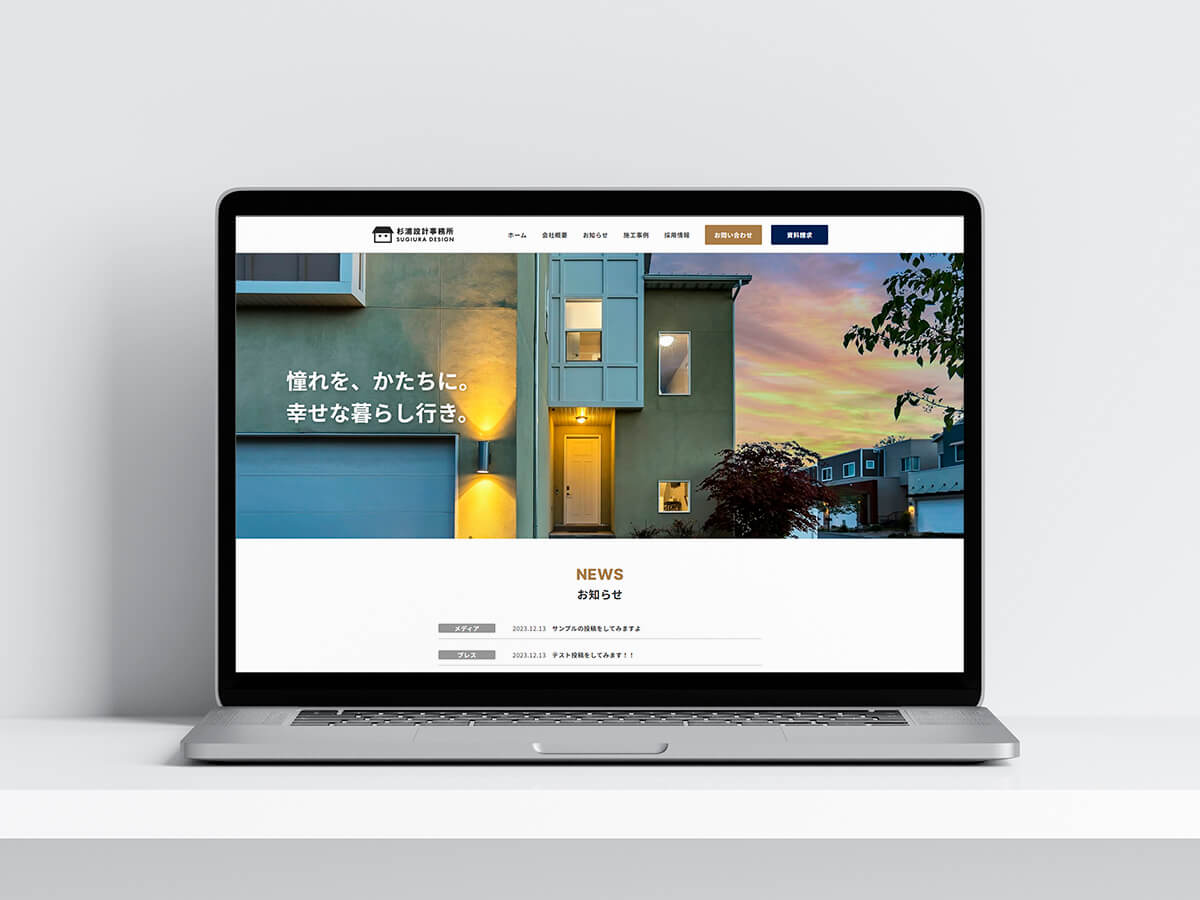 杉浦設計事務所
SUGIURA DESIGN
ホーム 会社概要 お知らせ 施工事例 採用情報 お問い合わせ 資料請求
憧れを、かたちに。
幸せな暮らし行き。
NEWS
お知らせ
メディア 2023.12.13 サンプルの投稿をしてみますよ
プレス 2023.12.13 テスト投稿をしてみます！！